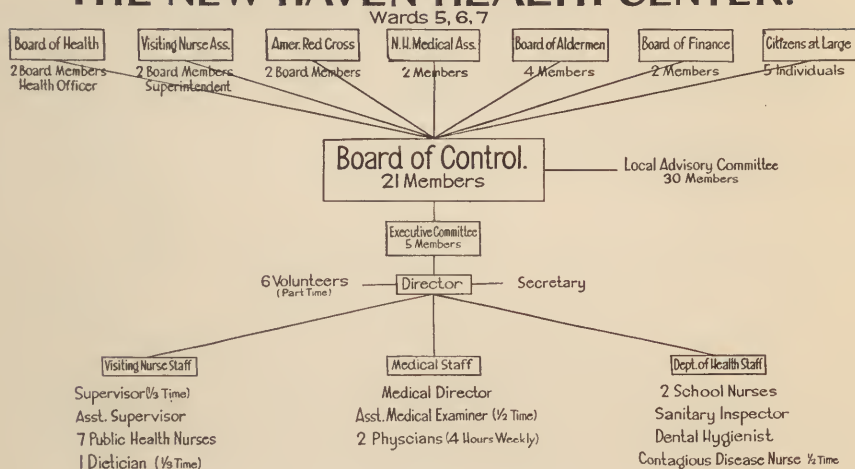 THE NEW HAVEN HEALTH CENTER.
Wards 5, 6, 7
Board of Health
2 Board Members
Health Officer
Visiting Nurse Ass.
2 Board Members
Superintendent
Amer. Red Cross
2 Board Members
N.H. Medical Ass.
2 Members
Board of Aldermen
4 Members
Board of Finance
2 Members
Citizens at Large
5 Individuals
Board of Control.
21 Members
Local Advisory Committee
30 Members
Executive Committee
5 Members
6 Volunteers
(Part Time)
Director
Secretary
Visiting Nurse Staff
Supervisor (1/3 Time)
Asst. Supervisor
7 Public Health Nurses
1 Dietician (1/3 Time)
Medical Staff
Medical Director
Asst. Medical Examiner (1/2 Time)
2 Physcians (4 Hours Weekly)
Dept. of Health Staff
2 School Nurses
Sanitary Inspector
Dental Hygienist
Contagious Disease Nurse 1/2 Time